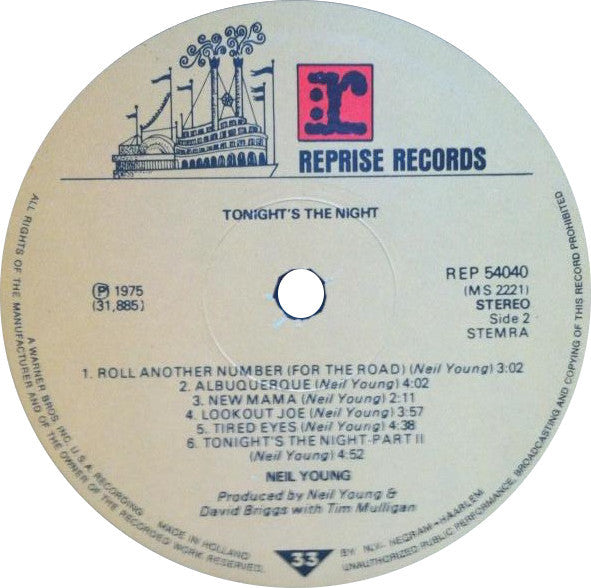 r
REPRISE RECORDS
TONIGHT'S THE NIGHT
Ⓟ 1975
(31,885)
REP 54040
(MS 2221)
STEREO
Side 2
STEMRA
1. ROLL ANOTHER NUMBER (FOR THE ROAD) (Neil Young) 3:02
2. ALBUQUERQUE (Neil Young) 4:02
3. NEW MAMA (Neil Young) 2:11
4. LOOKOUT JOE (Neil Young) 3:57
5. TIRED EYES (Neil Young) 4:38
6. TONIGHT'S THE NIGHT-PART II
(Neil Young) 4:52
NEIL YOUNG
Produced by Neil Young &
David Briggs with Tim Mulligan
33
ALL RIGHTS OF THE MANUFACTURER AND OF THE OWNER OF THE RECORDED WORK RESERVED.
UNAUTHORIZED PUBLIC PERFORMANCE, BROADCASTING AND COPYING OF THIS RECORD PROHIBITED
A WARNER BROS. INC. U.S.A. RECORDING
MADE IN HOLLAND
BY N.V. NEGRAM-HAARLEM